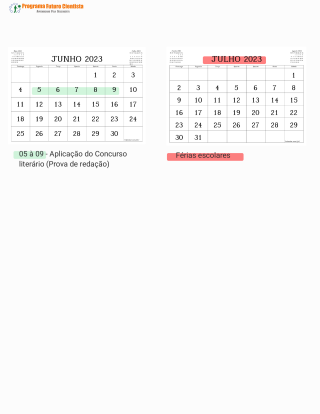 Programa Futuro Cientista
JUNHO 2023
1 2 3
4 5 6 7 8 9 10
11 12 13 14 15 16 17
18 19 20 21 22 23 24
25 26 27 28 29 30
05 à 09 - Aplicação do Concurso
literário (Prova de redação)
JULHO 2023
1
2 3 4 5 6 7 8
9 10 11 12 13 14 15
16 17 18 19 20 21 22
23 24 25 26 27 28 29
30 31
Férias escolares